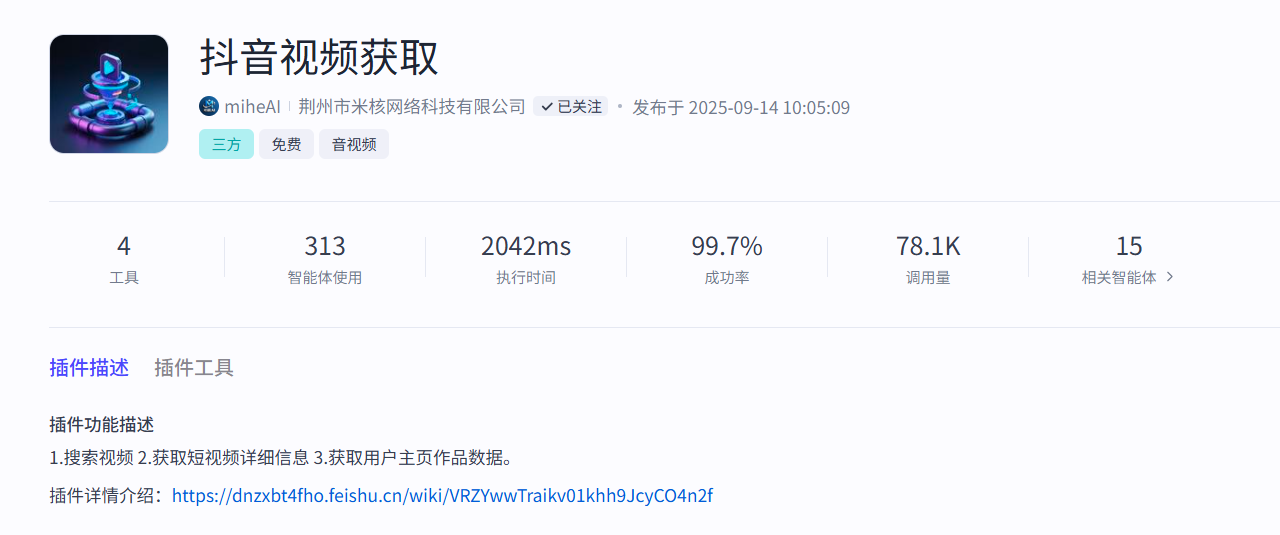 抖音视频获取
miheAI 荆州市米核网络科技有限公司 已关注 • 发布于 2025-09-14 10:05:09
三方 免费 音视频
4 313 2042ms 99.7% 78.1K 15
工具 智能体使用 执行时间 成功率 调用量 相关智能体
插件描述 插件工具
插件功能描述
1.搜索视频 2.获取短视频详细信息 3.获取用户主页作品数据。
插件详情介绍：https://dnzxbt4fho.feishu.cn/wiki/VRZYwwTraikv01khh9JcyCO4n2f